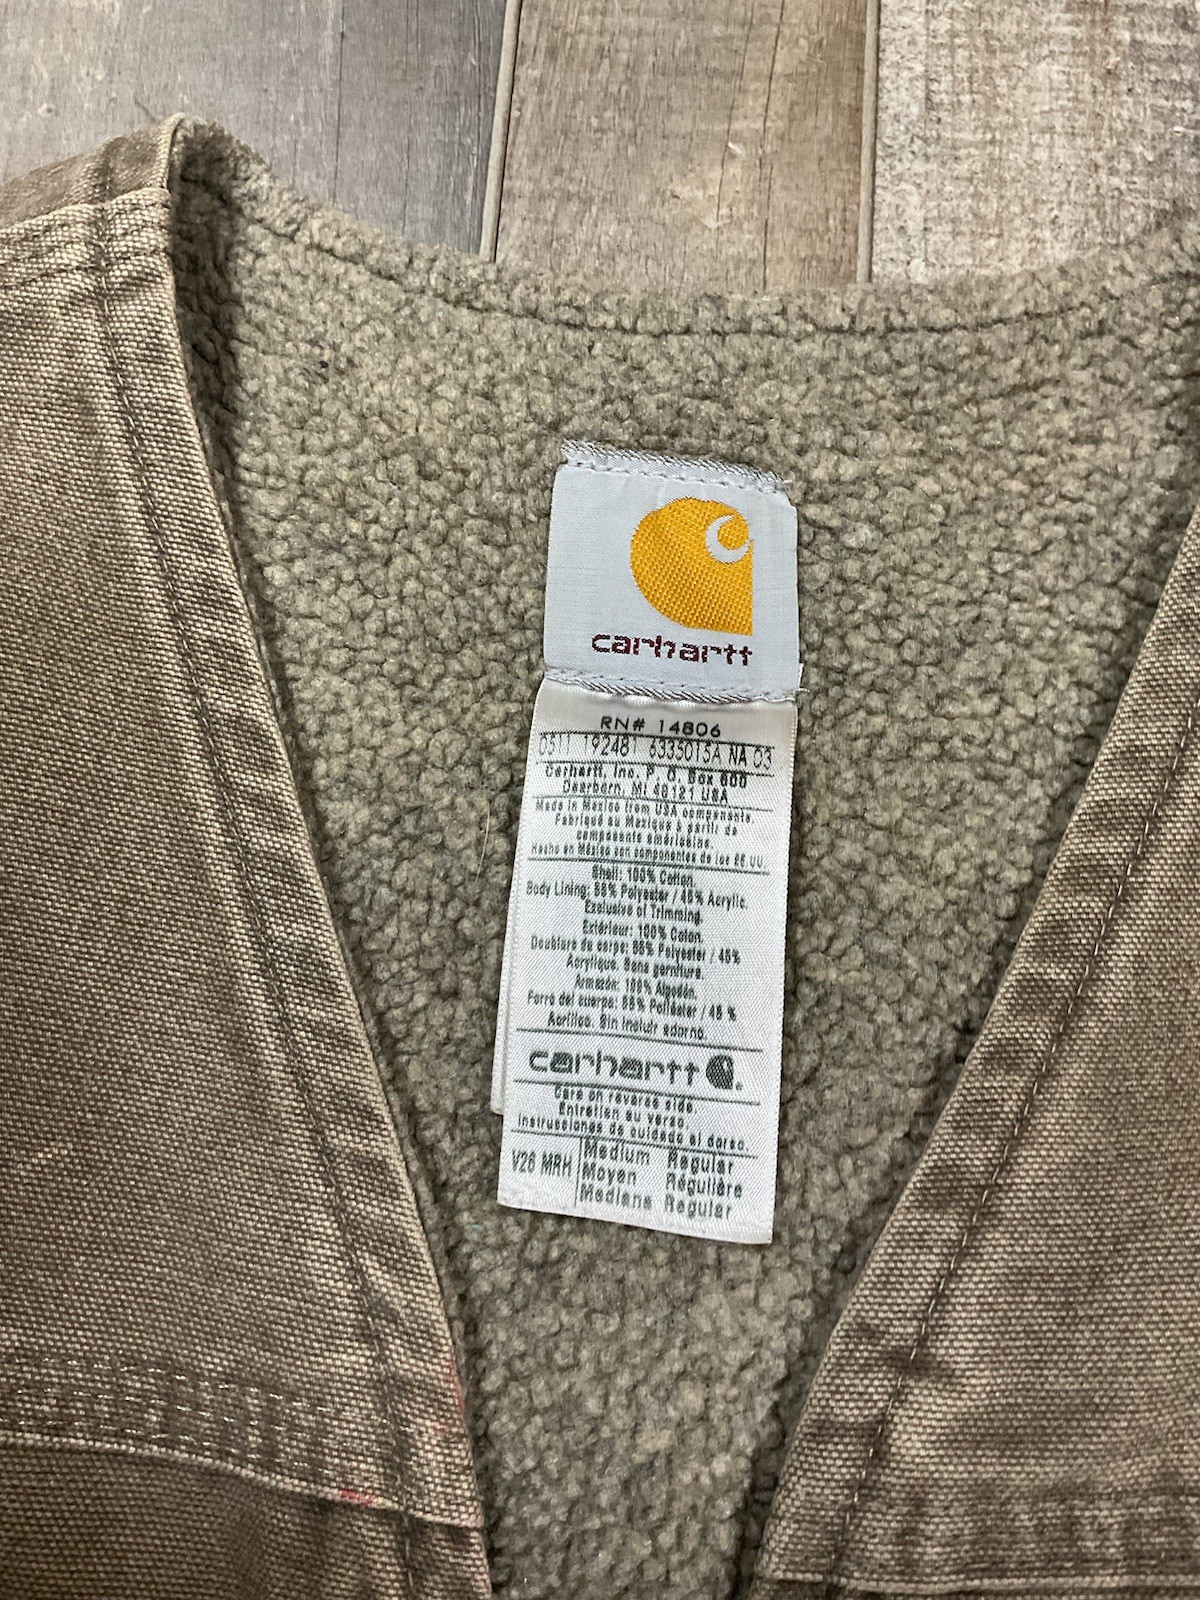 carhartt
RN# 14806
0511 192481 6335015A NA 03
Carhartt, Inc. P. O. Box 600
Dearborn, MI 48121 USA
Made in Mexico from USA components.
Fabriqué au Mexique à partir de
composants américains.
Hecho en México con componentes de los EE.UU.
Shell: 100% Cotton.
Body Lining: 55% Polyester / 45% Acrylic.
Exclusive of Trimming.
Extérieur: 100% Coton.
Doublure de corps: 55% Polyester / 45%
Acrylique. Sans garniture.
Armazón: 100% Algodón.
Forro del cuerpo: 55% Poliéster / 45 %
Acrílico. Sin incluir adorno.
carhartt
Care on reverse side.
Entretien au verso.
Instrucciones de cuidado al dorso.
V26 MRH
Medium Regular
Moyen Régulière
Mediana Regular